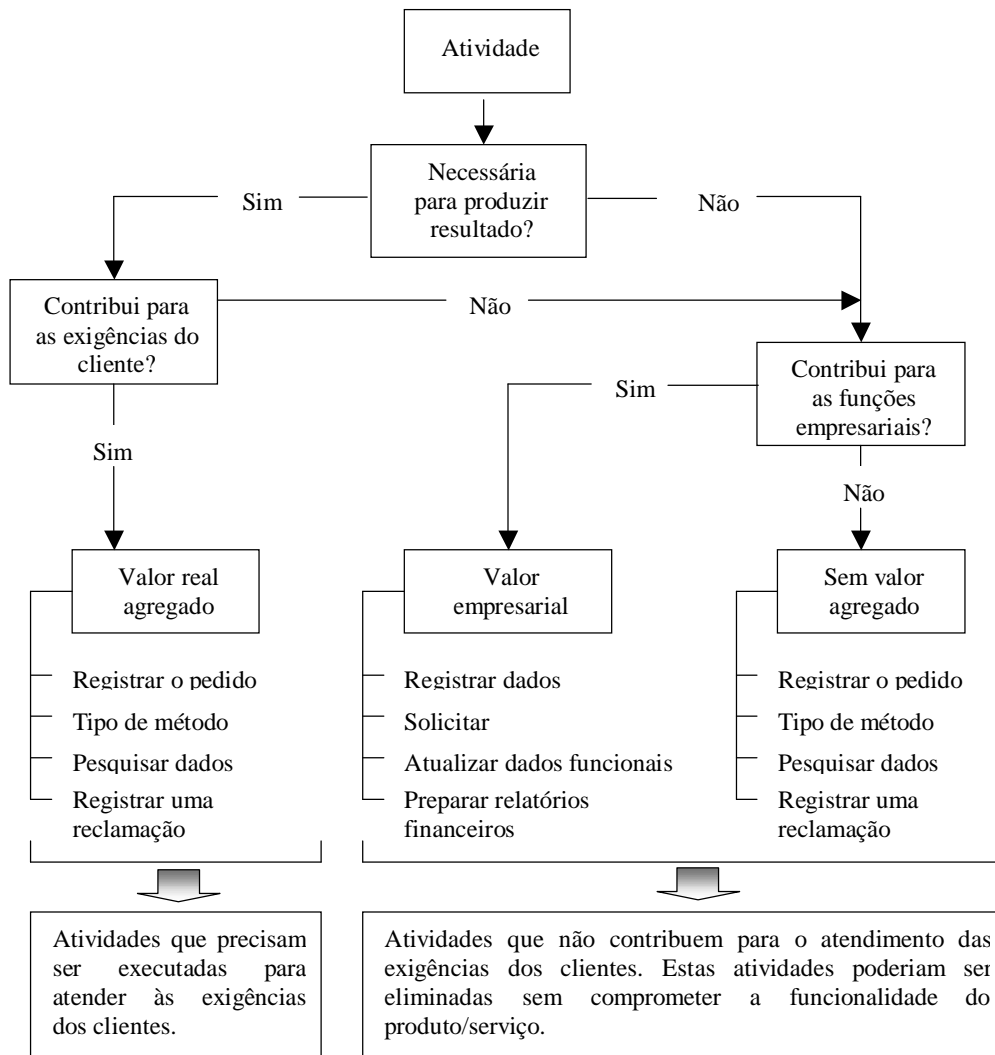 Atividade
Necessária
para produzir
resultado?
Sim
Não
Contribui para
as exigências do
cliente?
Não
Contribui para
as funções
empresariais?
Sim
Sim
Não
Valor real
agregado
Valor
empresarial
Sem valor
agregado
Registrar o pedido
Tipo de método
Pesquisar dados
Registrar uma
reclamação
Registrar dados
Solicitar
Atualizar dados funcionais
Preparar relatórios
financeiros
Registrar o pedido
Tipo de método
Pesquisar dados
Registrar uma
reclamação
Atividades que precisam
ser executadas para
atender às exigências
dos clientes.
Atividades que não contribuem para o atendimento das
exigências dos clientes. Estas atividades poderiam ser
eliminadas sem comprometer a funcionalidade do
produto/serviço.